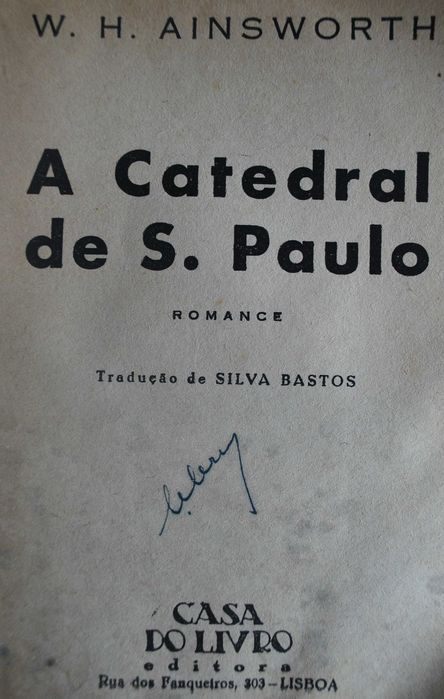 W. H. AINSWORTH
A Catedral
de S. Paulo
ROMANCE
Tradução de SILVA BASTOS
CASA
DO LIVRO
editora
Rua dos Fanqueiros, 303 - LISBOA